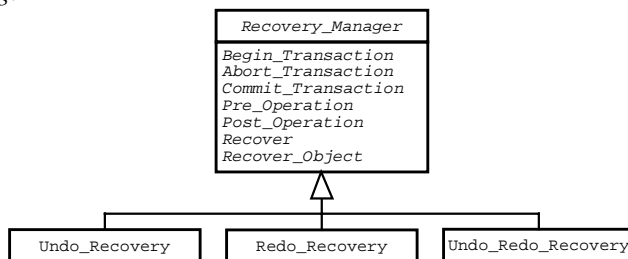 Recovery_Manager
Begin_Transaction
Abort_Transaction
Commit_Transaction
Pre_Operation
Post_Operation
Recover
Recover_Object
Undo_Recovery Redo_Recovery Undo_Redo_Recovery